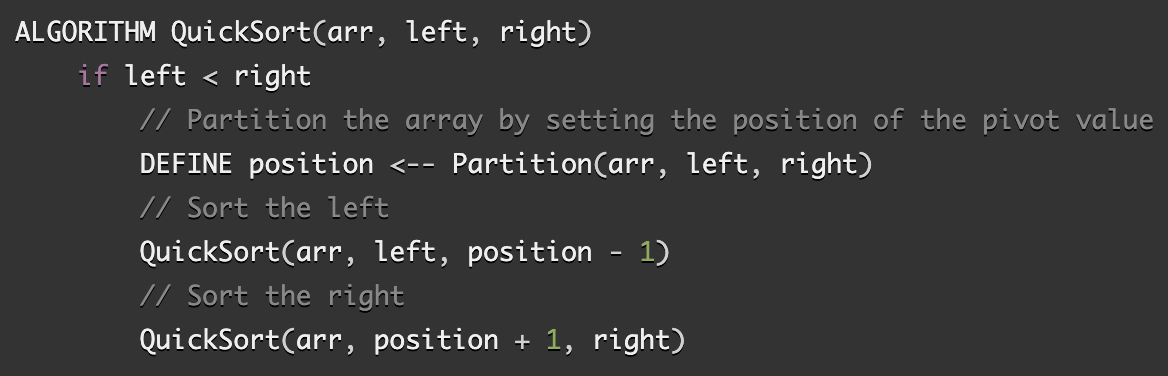 ALGORITHM QuickSort(arr, left, right)
    if left < right
        // Partition the array by setting the position of the pivot value
        DEFINE position <-- Partition(arr, left, right)
        // Sort the left
        QuickSort(arr, left, position - 1)
        // Sort the right
        QuickSort(arr, position + 1, right)